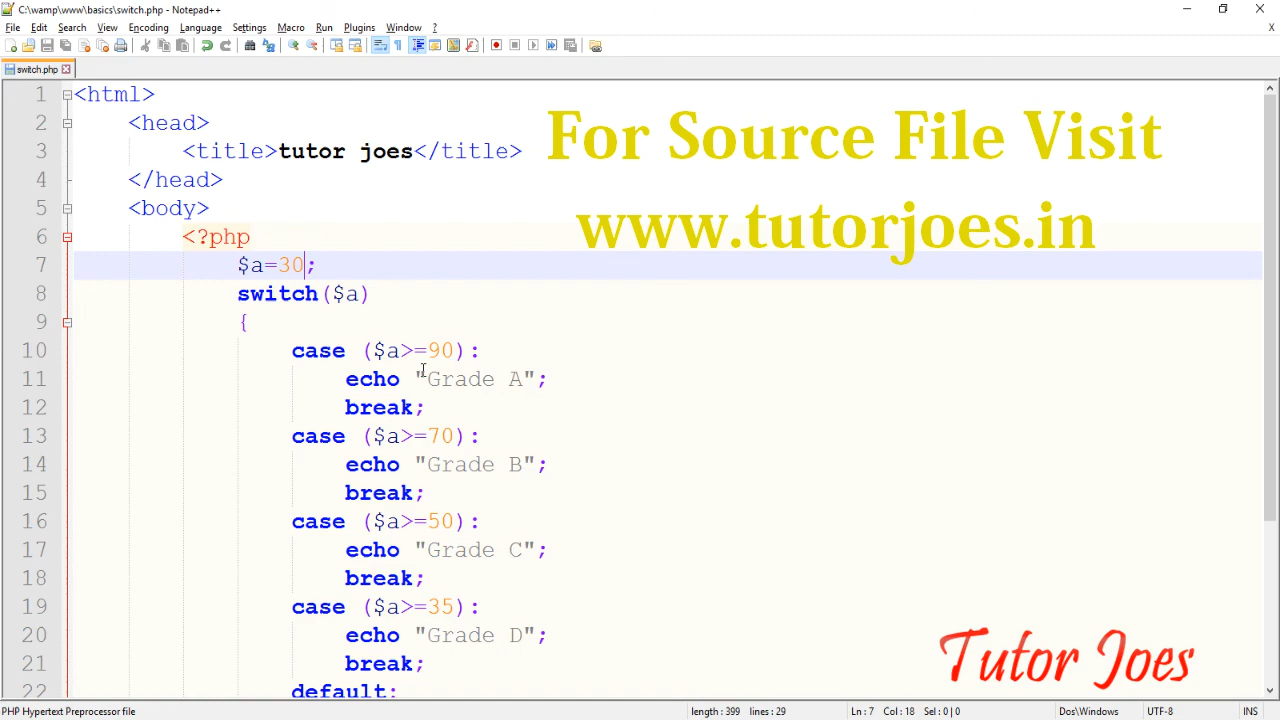 C:\wamp\www\basics\switch.php - Notepad++
File Edit Search View Encoding Language Settings Macro Run Plugins Window ?
switch.php
1 <html>
2 <head>
3 <title>tutor joes</title>
4 </head>
5 <body>
6 <?php
7 $a=30;
8 switch($a)
9 {
10 case ($a>=90):
11 echo "Grade A";
12 break;
13 case ($a>=70):
14 echo "Grade B";
15 break;
16 case ($a>=50):
17 echo "Grade C";
18 break;
19 case ($a>=35):
20 echo "Grade D";
21 break;
22 default:
For Source File Visit
www.tutorjoes.in
Tutor Joes
PHP Hypertext Preprocessor file length : 399 lines : 29 Ln : 7 Col : 18 Sel : 0 | 0 Dos\Windows UTF-8 INS